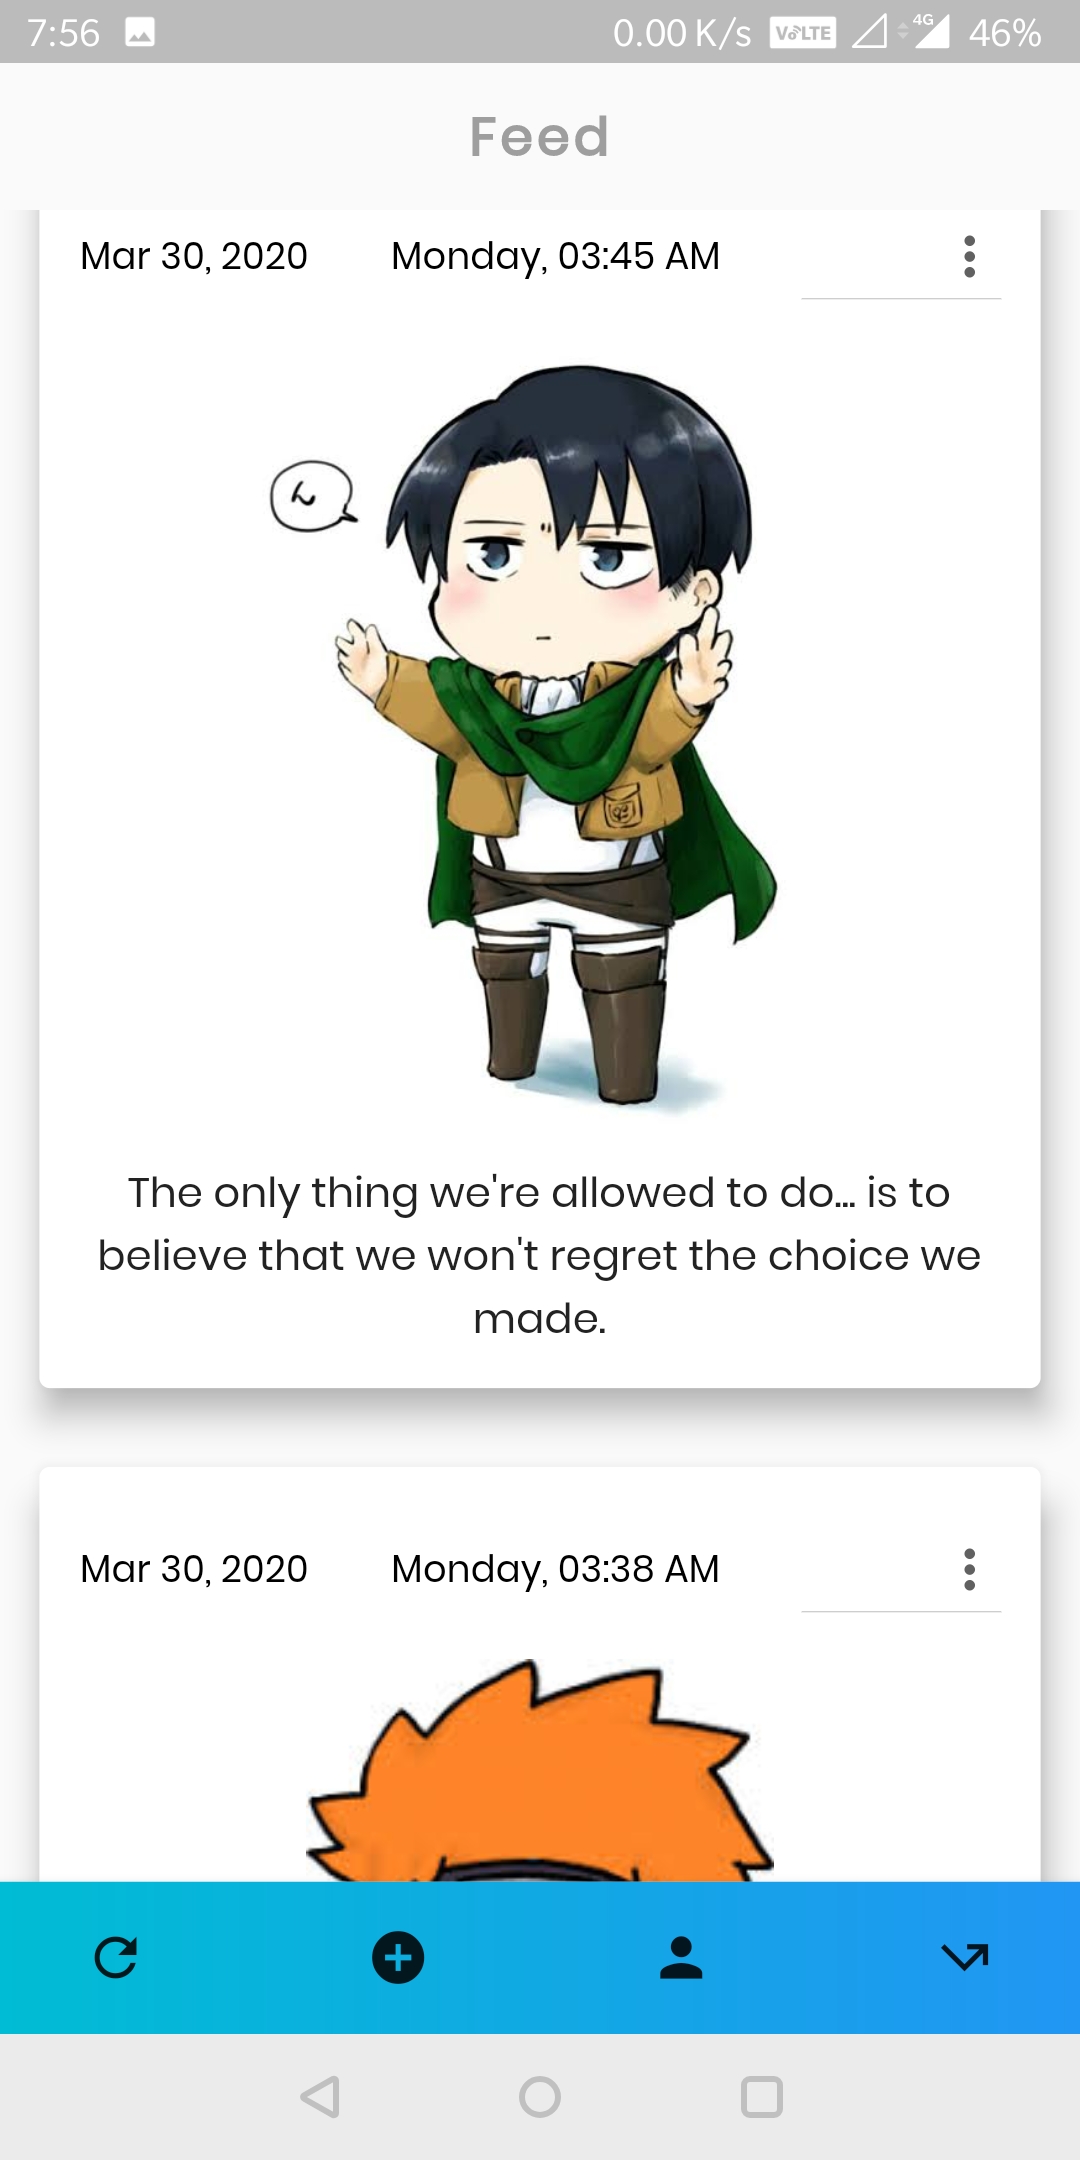 7:56 0.00 K/s VoLTE 4G 46%
Feed
Mar 30, 2020 Monday, 03:45 AM
ん
The only thing we're allowed to do... is to
believe that we won't regret the choice we
made.
Mar 30, 2020 Monday, 03:38 AM